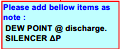 Please add bellow items as
note :
DEW POINT @ discharge.
SILENCER ΔP